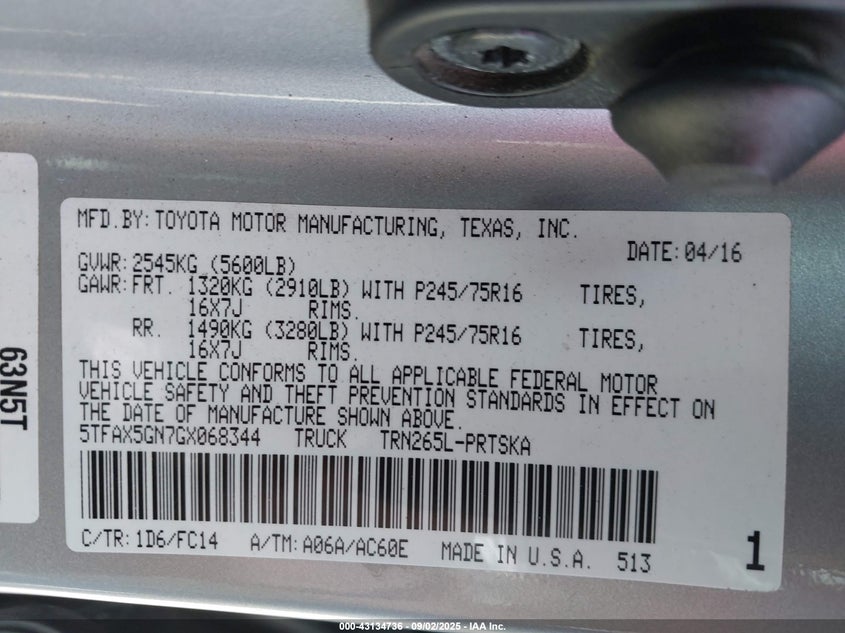 MFD.BY: TOYOTA MOTOR MANUFACTURING, TEXAS, INC.
DATE: 04/16
GVWR: 2545KG (5600LB)
GAWR: FRT. 1320KG (2910LB) WITH P245/75R16 TIRES,
16X7J RIMS.
RR. 1490KG (3280LB) WITH P245/75R16 TIRES,
16X7J RIMS.
THIS VEHICLE CONFORMS TO ALL APPLICABLE FEDERAL MOTOR
VEHICLE SAFETY AND THEFT PREVENTION STANDARDS IN EFFECT ON
THE DATE OF MANUFACTURE SHOWN ABOVE.
5TFAX5GN7GX068344 TRUCK TRN265L-PRTSKA
C/TR: 1D6/FC14 A/TM: A06A/AC60E MADE IN U.S.A. 513
1
63N5T
000-43134736 - 09/02/2025 - IAA Inc.